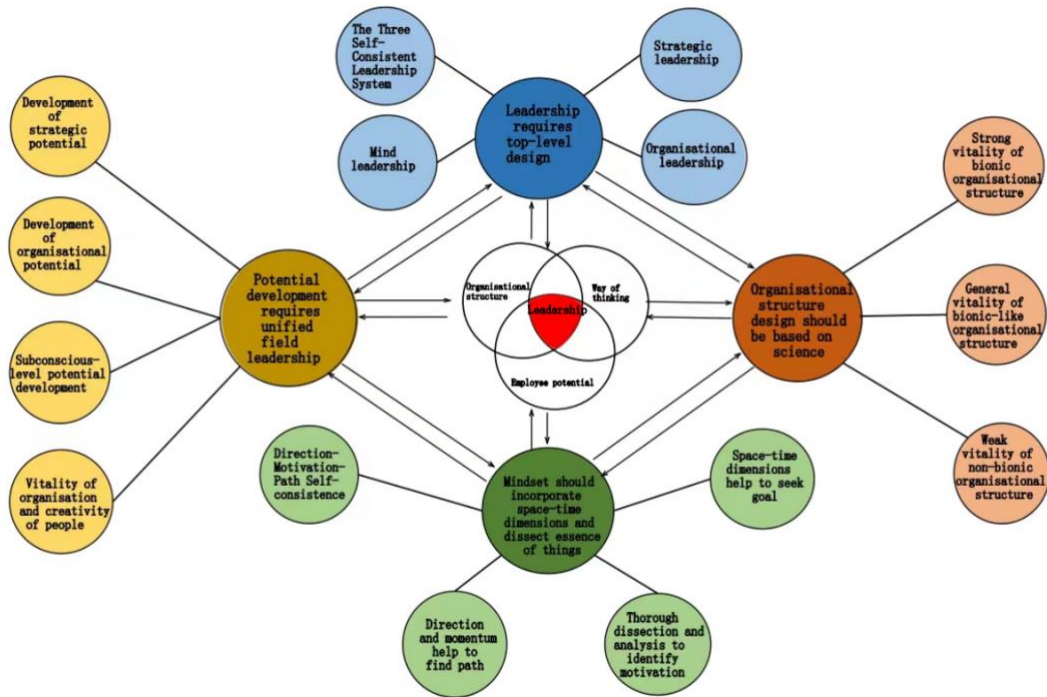 The Three
Self-
Consistent
Leadership
System
Strategic
leadership
Leadership
requires
top-level
design
Mind
leadership
Organisational
leadership
Development
of
strategic
potential
Development
of
organisational
potential
Subconscious-
level potential
development
Vitality of
organisation
and creativity
of people
Potential
development
requires
unified
field
leadership
Organisational
structure
Way of
thinking
Leadership
Employee potential
Organisational
structure
design should
be based on
science
Strong
vitality of
bionic
organisational
structure
General
vitality of
bionic-like
organisational
structure
Weak
vitality of
non-bionic
organisational
structure
Direction-
Motivation-
Path Self-
consistence
Mindset should
incorporate
space-time
dimensions and
dissect essence
of things
Space-time
dimensions
help to seek
goal
Direction
and momentum
help to
find path
Thorough
dissection and
analysis to
identify
motivation